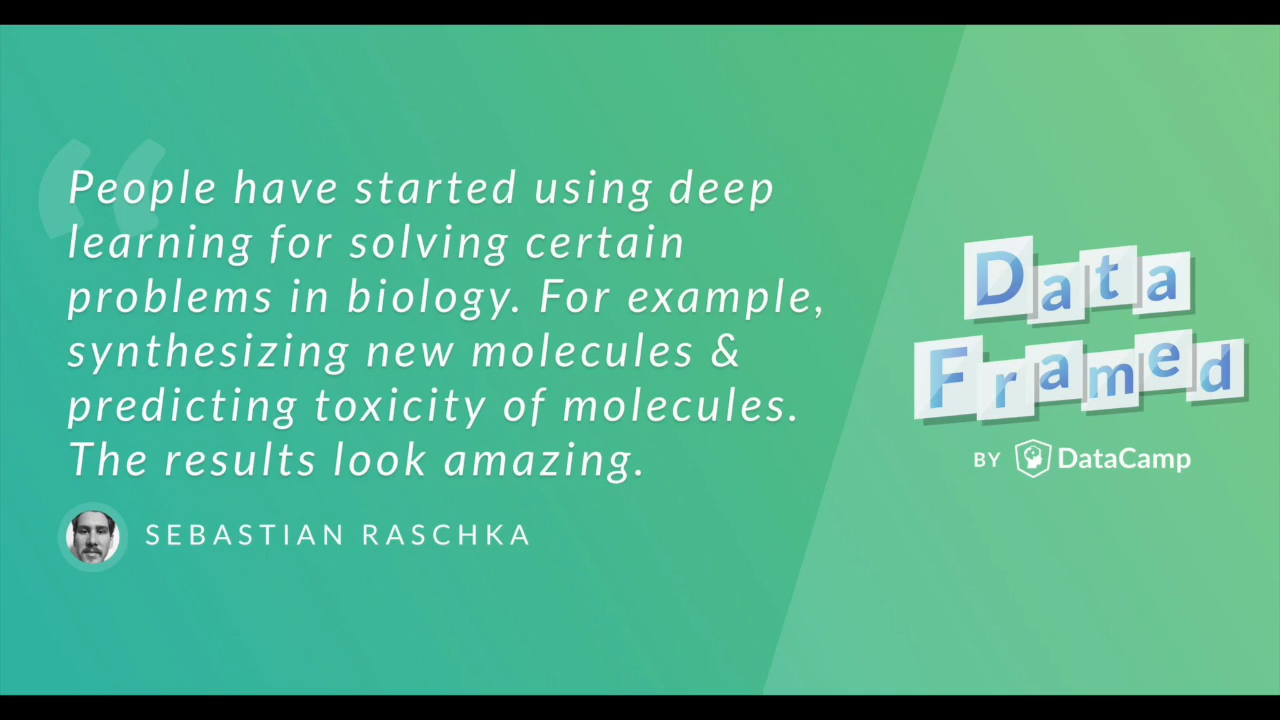 People have started using deep
learning for solving certain
problems in biology. For example,
synthesizing new molecules &
predicting toxicity of molecules.
The results look amazing.
SEBASTIAN RASCHKA
Data
Framed
BY DataCamp